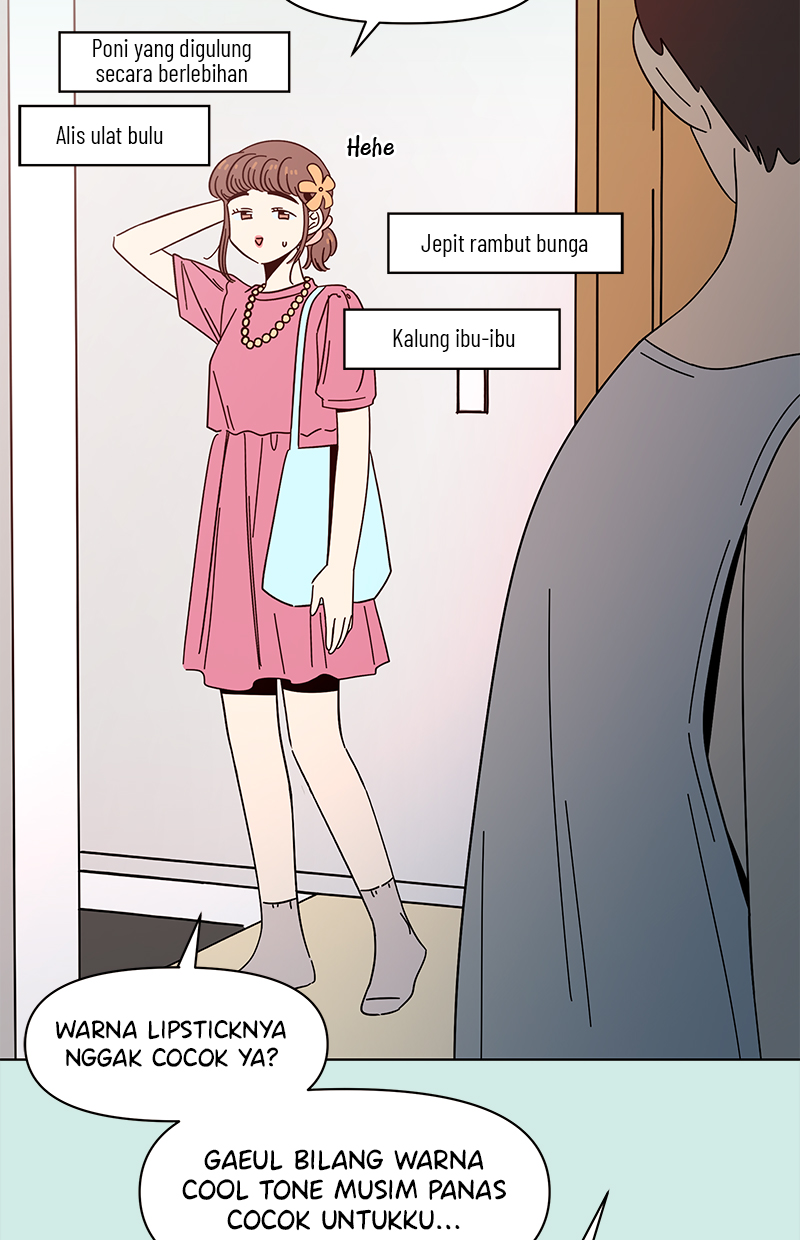 Poni yang digulung
secara berlebihan
Alis ulat bulu
Hehe
Jepit rambut bunga
Kalung ibu-ibu
WARNA LIPSTICKNYA
NGGAK COCOK YA?
GAEUL BILANG WARNA
COOL TONE MUSIM PANAS
COCOK UNTUKKU...